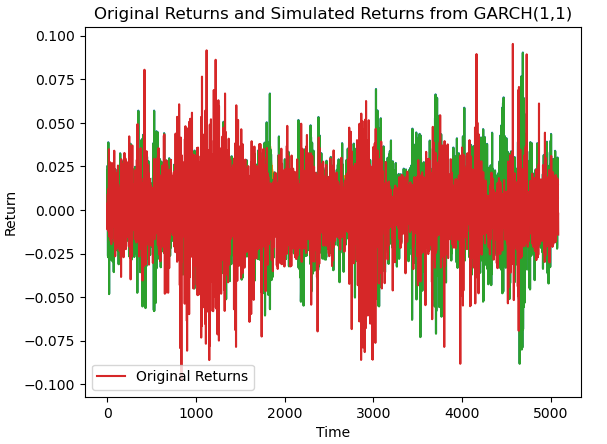 Original Returns and Simulated Returns from GARCH(1,1)
Return
0.100
0.075
0.050
0.025
0.000
−0.025
−0.050
−0.075
−0.100
Original Returns
0 1000 2000 3000 4000 5000
Time